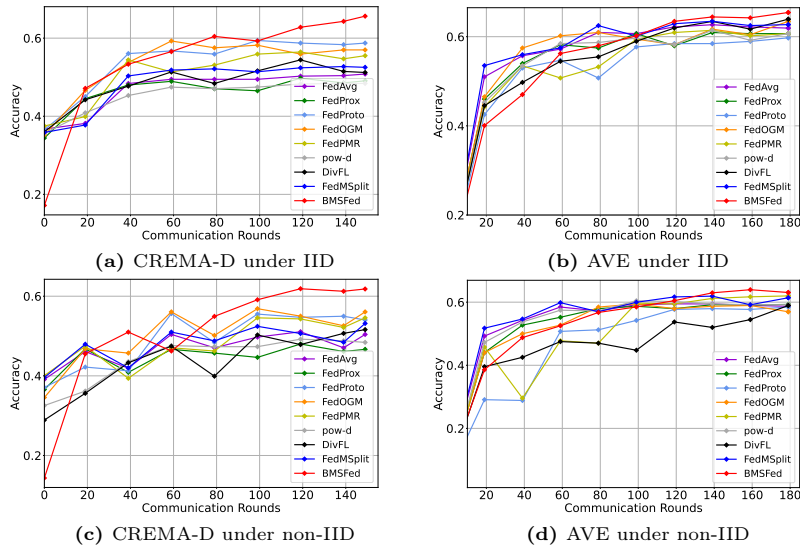 0.6
0.4
0.2
Accuracy
0 20 40 60 80 100 120 140
Communication Rounds
FedAvg
FedProx
FedProto
FedOGM
FedPMR
pow-d
DivFL
FedMSplit
BMSFed
(a) CREMA-D under IID
0.6
0.4
0.2
Accuracy
20 40 60 80 100 120 140 160 180
Communication Rounds
FedAvg
FedProx
FedProto
FedOGM
FedPMR
pow-d
DivFL
FedMSplit
BMSFed
(b) AVE under IID
0.6
0.4
0.2
Accuracy
0 20 40 60 80 100 120 140
Communication Rounds
FedAvg
FedProx
FedProto
FedOGM
FedPMR
pow-d
DivFL
FedMSplit
BMSFed
(c) CREMA-D under non-IID
0.6
0.4
0.2
Accuracy
20 40 60 80 100 120 140 160 180
Communication Rounds
FedAvg
FedProx
FedProto
FedOGM
FedPMR
pow-d
DivFL
FedMSplit
BMSFed
(d) AVE under non-IID